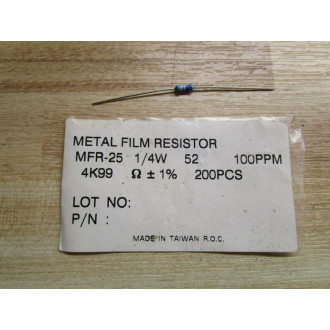 METAL FILM RESISTOR
MFR-25 1/4W 52 100PPM
4K99 Ω ± 1% 200PCS
LOT NO:
P/N :
MADE IN TAIWAN R.O.C.